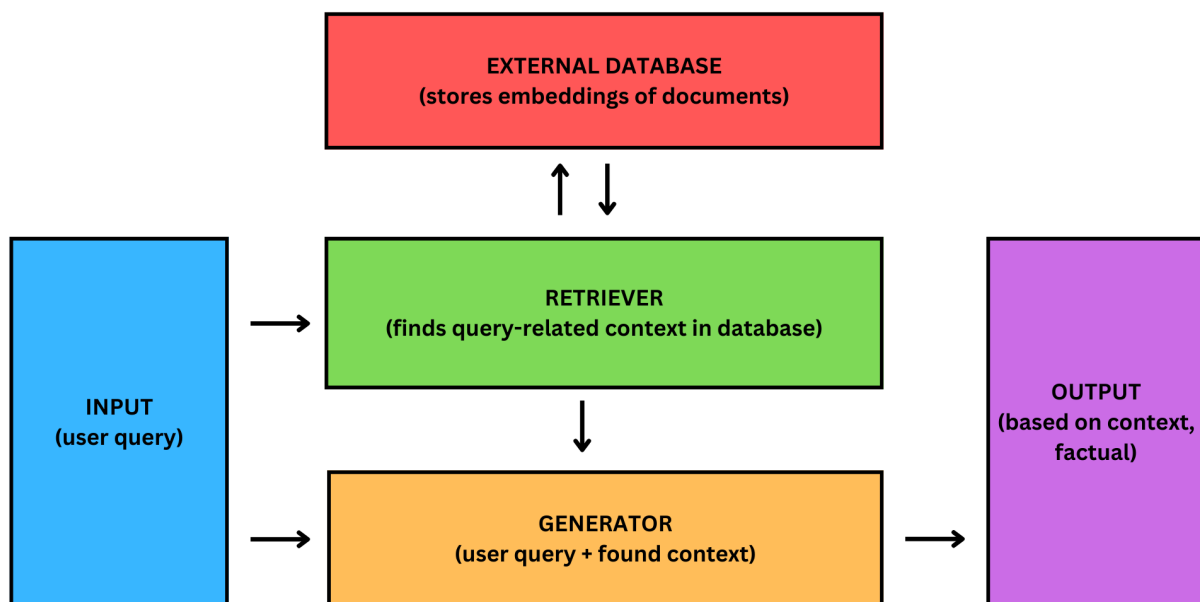 EXTERNAL DATABASE
(stores embeddings of documents)
RETRIEVER
(finds query-related context in database)
INPUT
(user query)
OUTPUT
(based on context,
factual)
GENERATOR
(user query + found context)